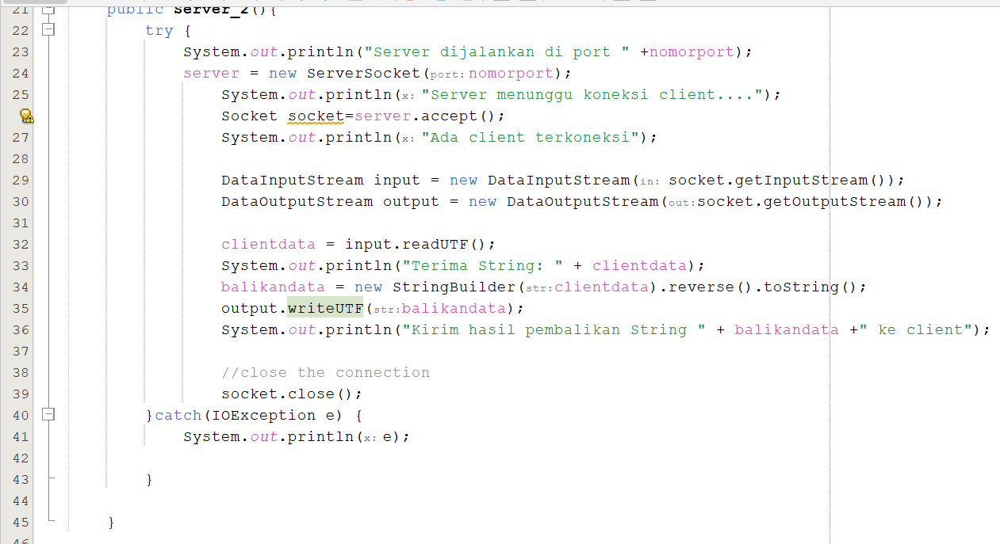 21 public Server_2(){
22 try {
23 System.out.println("Server dijalankan di port " +nomorport);
24 server = new ServerSocket(port: nomorport);
25 System.out.println(x: "Server menunggu koneksi client....");
Socket socket=server.accept();
27 System.out.println(x: "Ada client terkoneksi");
28
29 DataInputStream input = new DataInputStream(in: socket.getInputStream());
30 DataOutputStream output = new DataOutputStream(out: socket.getOutputStream());
31
32 clientdata = input.readUTF();
33 System.out.println("Terima String: " + clientdata);
34 balikandata = new StringBuilder(str: clientdata).reverse().toString();
35 output.writeUTF(str: balikandata);
36 System.out.println("Kirim hasil pembalikan String " + balikandata +" ke client");
37
38 //close the connection
39 socket.close();
40 }catch(IOException e) {
41 System.out.println(x: e);
42
43 }
44
45 }
46